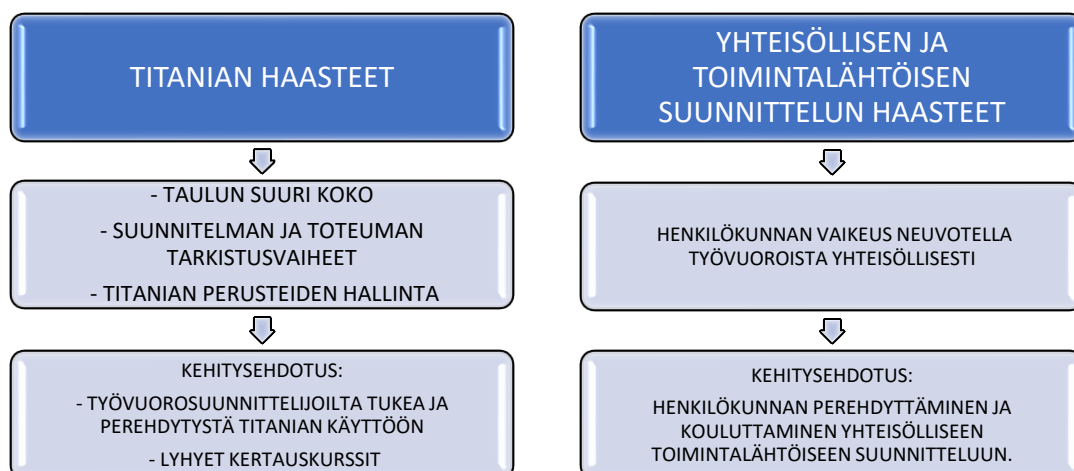 TITANIAN HAASTEET
- TAULUN SUURI KOKO
- SUUNNITELMAN JA TOTEUMAN
TARKISTUSVAIHEET
- TITANIAN PERUSTEIDEN HALLINTA
KEHITYSEHDOTUS:
- TYÖVUOROSUUNNITTELIJOILTA TUKEA JA
PEREHDYTYSTÄ TITANIAN KÄYTTÖÖN
- LYHYET KERTAUSKURSSIT
YHTEISÖLLISEN JA
TOIMINTALÄHTÖISEN
SUUNNITTELUN HAASTEET
HENKILÖKUNNAN VAIKEUS NEUVOTELLA
TYÖVUOROISTA YHTEISÖLLISESTI
KEHITYSEHDOTUS:
HENKILÖKUNNAN PEREHDYTTÄMINEN JA
KOULUTTAMINEN YHTEISÖLLISEEN
TOIMINTALÄHTÖISEEN SUUNNITTELUUN.